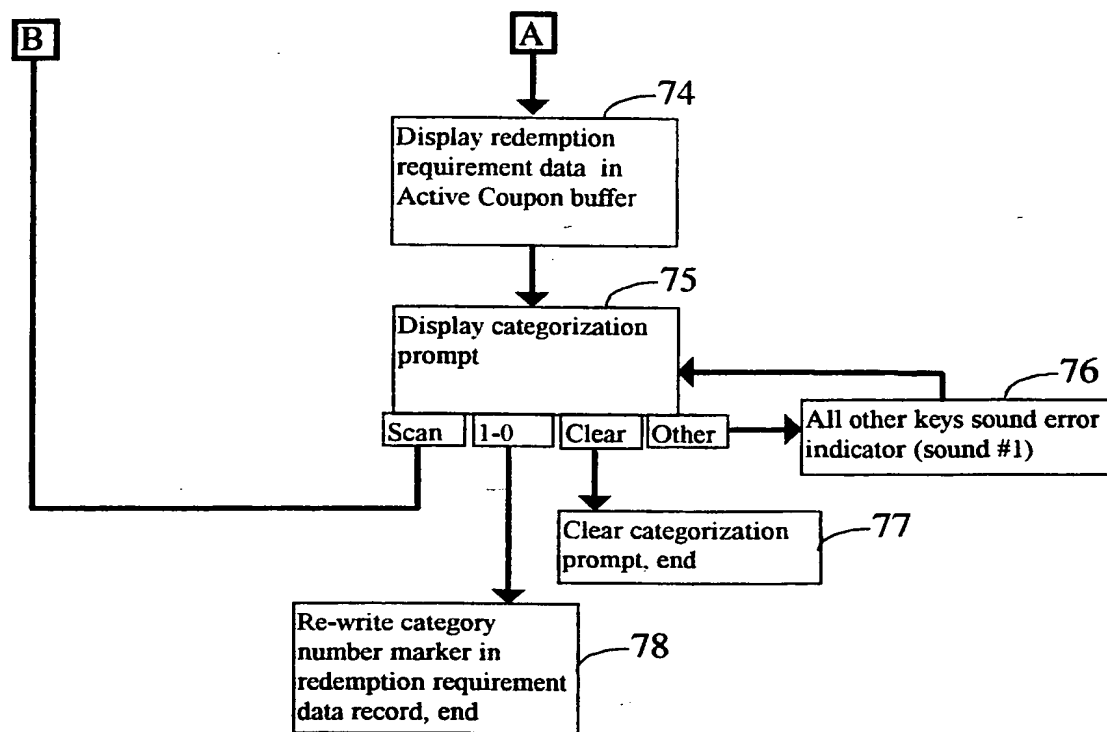 B
A
74
Display redemption
requirement data in
Active Coupon buffer
75
Display categorization
prompt
Scan
1-0
Clear
Other
76
All other keys sound error
indicator (sound #1)
Clear categorization
prompt, end
77
Re-write category
number marker in
redemption requirement
data record, end
78